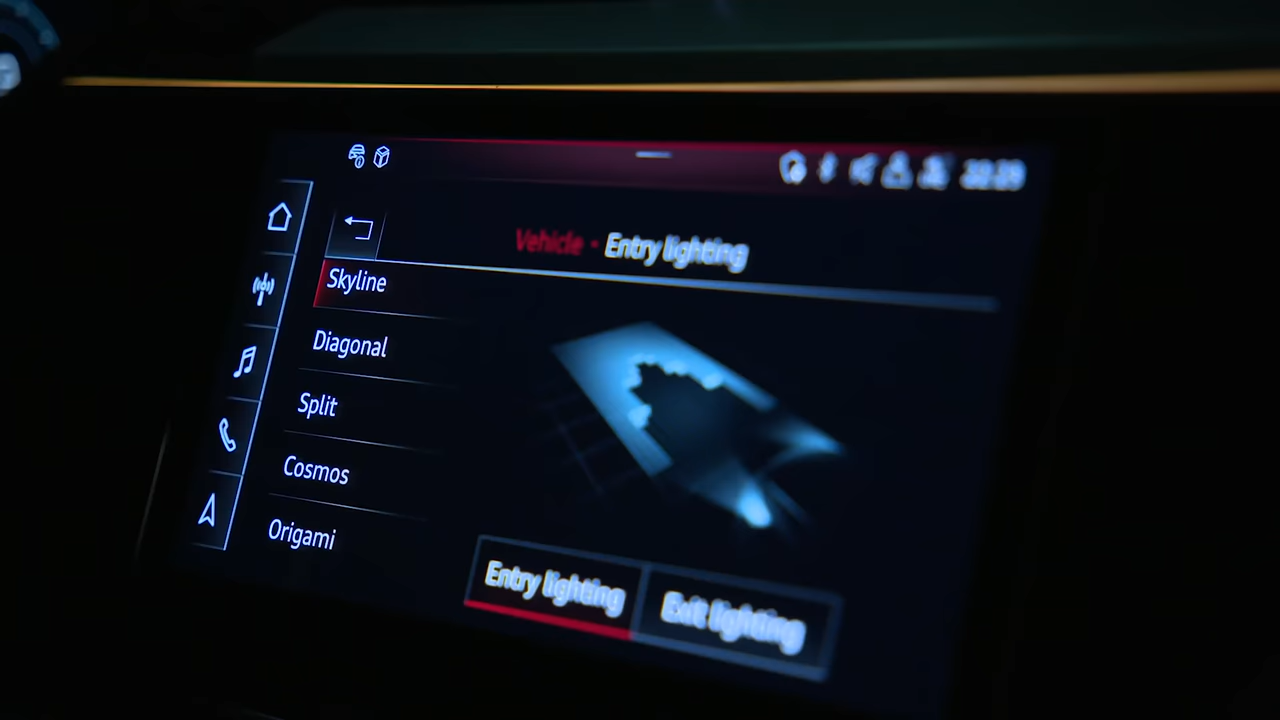 Vehicle • Entry lighting
Skyline
Diagonal
Split
Cosmos
Origami
Entry lighting
Exit lighting